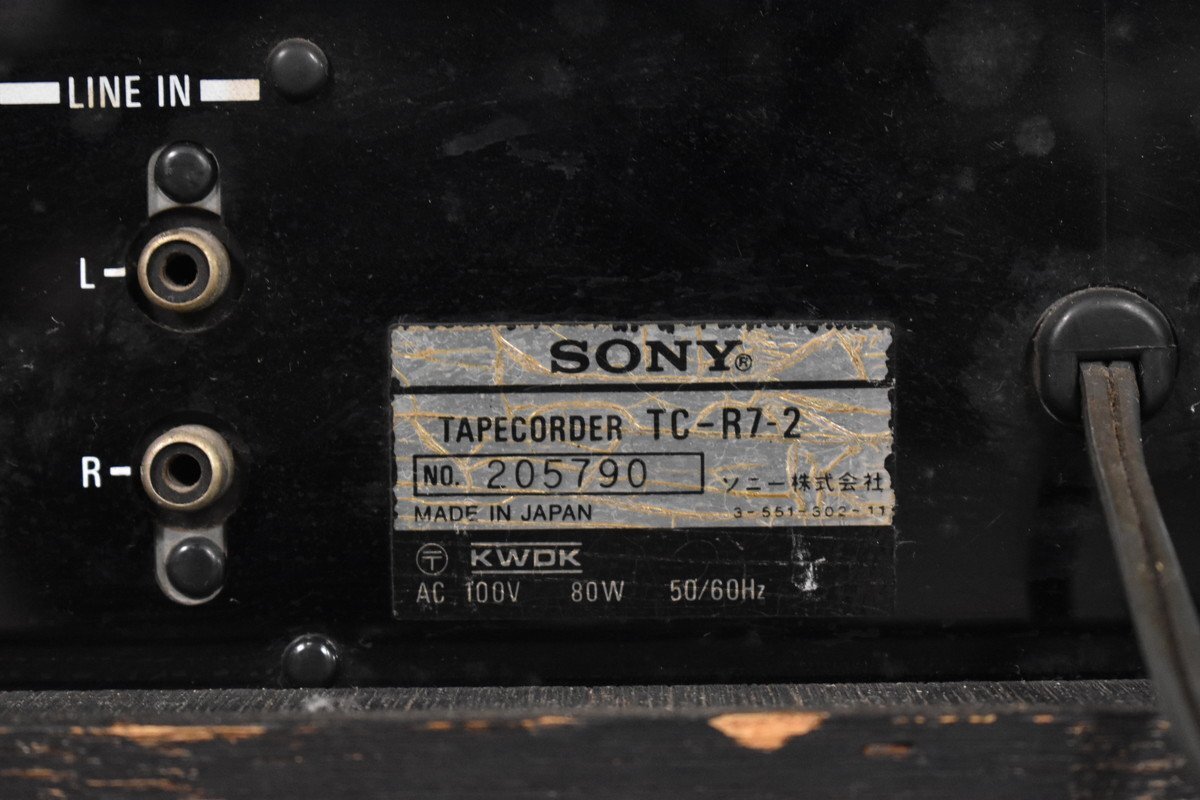 LINE IN
L
R
SONY®
TAPECORDER TC-R7-2
NO. 205790
ソニー株式会社
MADE IN JAPAN 3-551-302-11
〒 KWDK
AC 100V 80W 50/60Hz